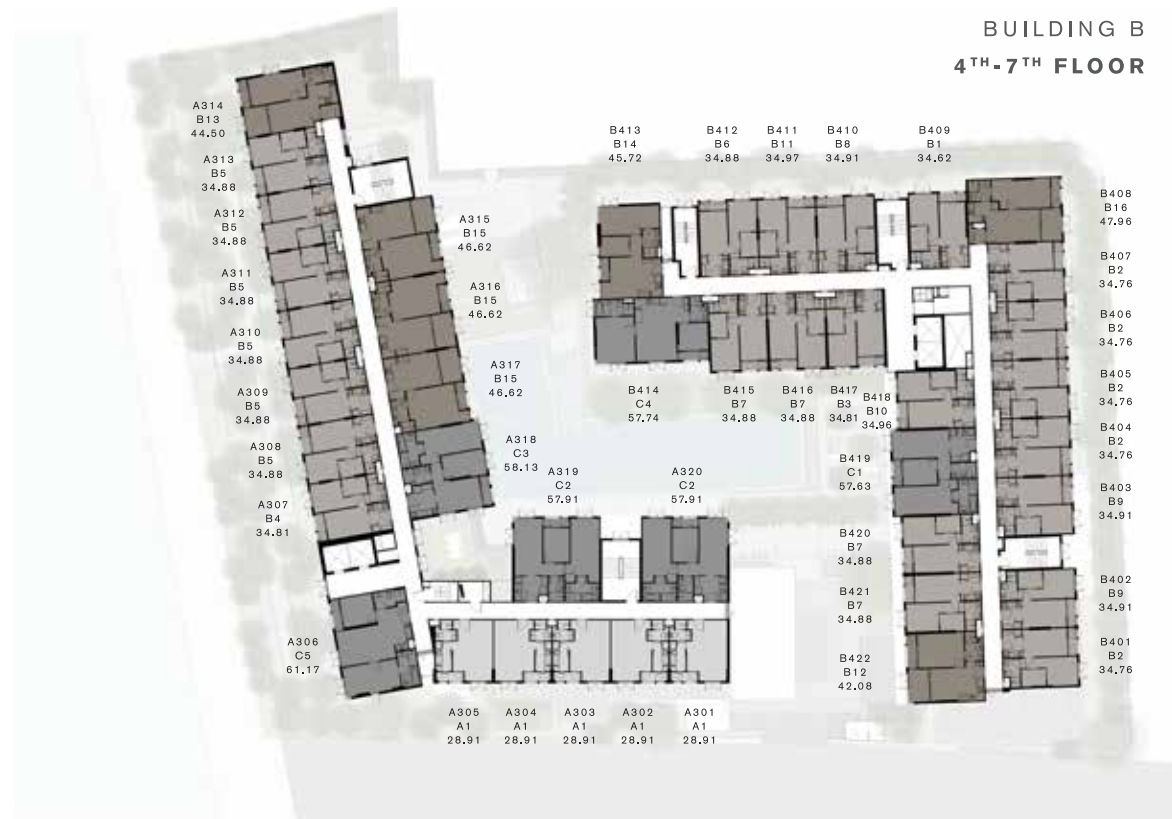 BUILDING B
4TH-7TH FLOOR
A314
B13
44.50
A313
B5
34.88
A312
B5
34.88
A311
B5
34.88
A310
B5
34.88
A309
B5
34.88
A308
B5
34.88
A307
B4
34.81
A306
C5
61.17
A315
B15
46.62
A316
B15
46.62
A317
B15
46.62
A318
C3
58.13
A319
C2
57.91
A320
C2
57.91
A305
A1
28.91
A304
A1
28.91
A303
A1
28.91
A302
A1
28.91
A301
A1
28.91
B413
B14
45.72
B412
B6
34.88
B411
B11
34.97
B410
B8
34.91
B409
B1
34.62
B408
B16
47.96
B407
B2
34.76
B406
B2
34.76
B405
B2
34.76
B404
B2
34.76
B403
B9
34.91
B402
B9
34.91
B401
B2
34.76
B414
C4
57.74
B415
B7
34.88
B416
B7
34.88
B417
B3
34.81
B418
B10
34.96
B419
C1
57.63
B420
B7
34.88
B421
B7
34.88
B422
B12
42.08